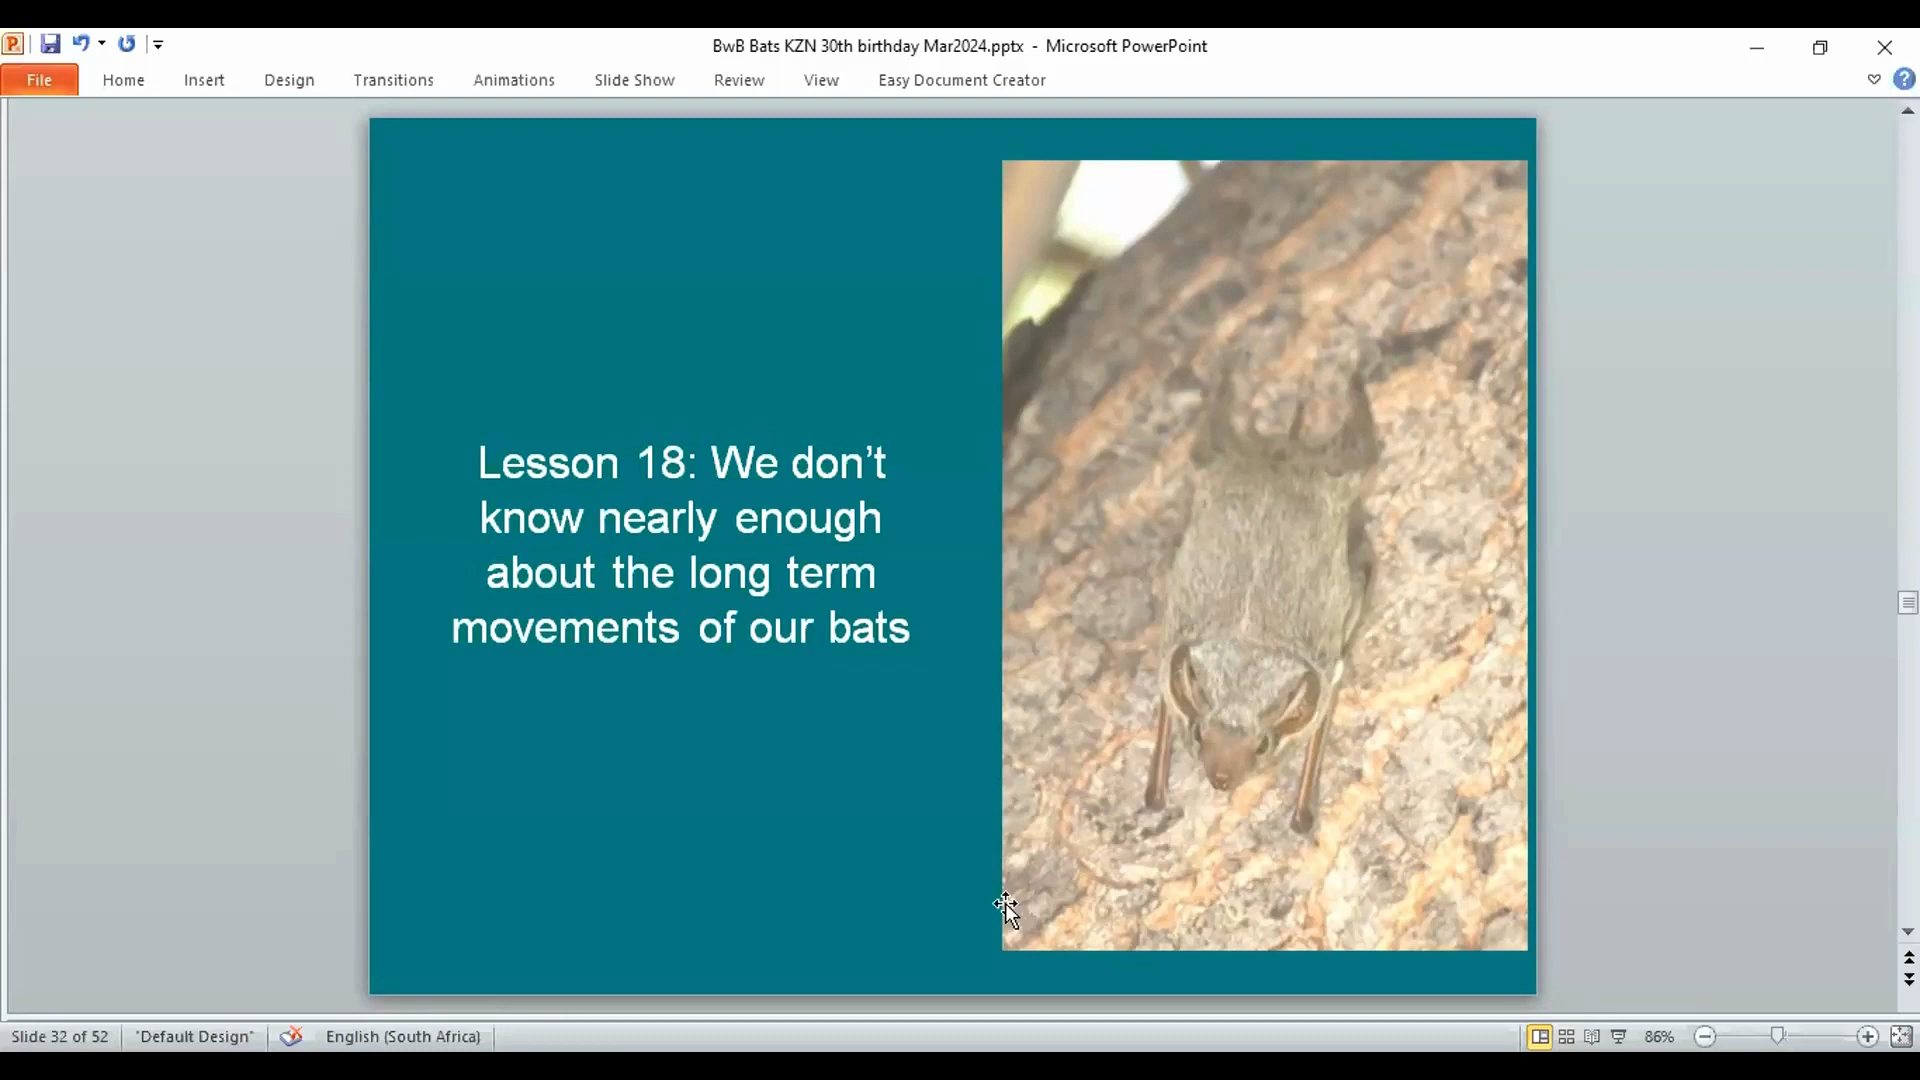 BwB Bats KZN 30th birthday Mar2024.pptx - Microsoft PowerPoint
File Home Insert Design Transitions Animations Slide Show Review View Easy Document Creator
Lesson 18: We don’t
know nearly enough
about the long term
movements of our bats
Slide 32 of 52 "Default Design" English (South Africa) 86%